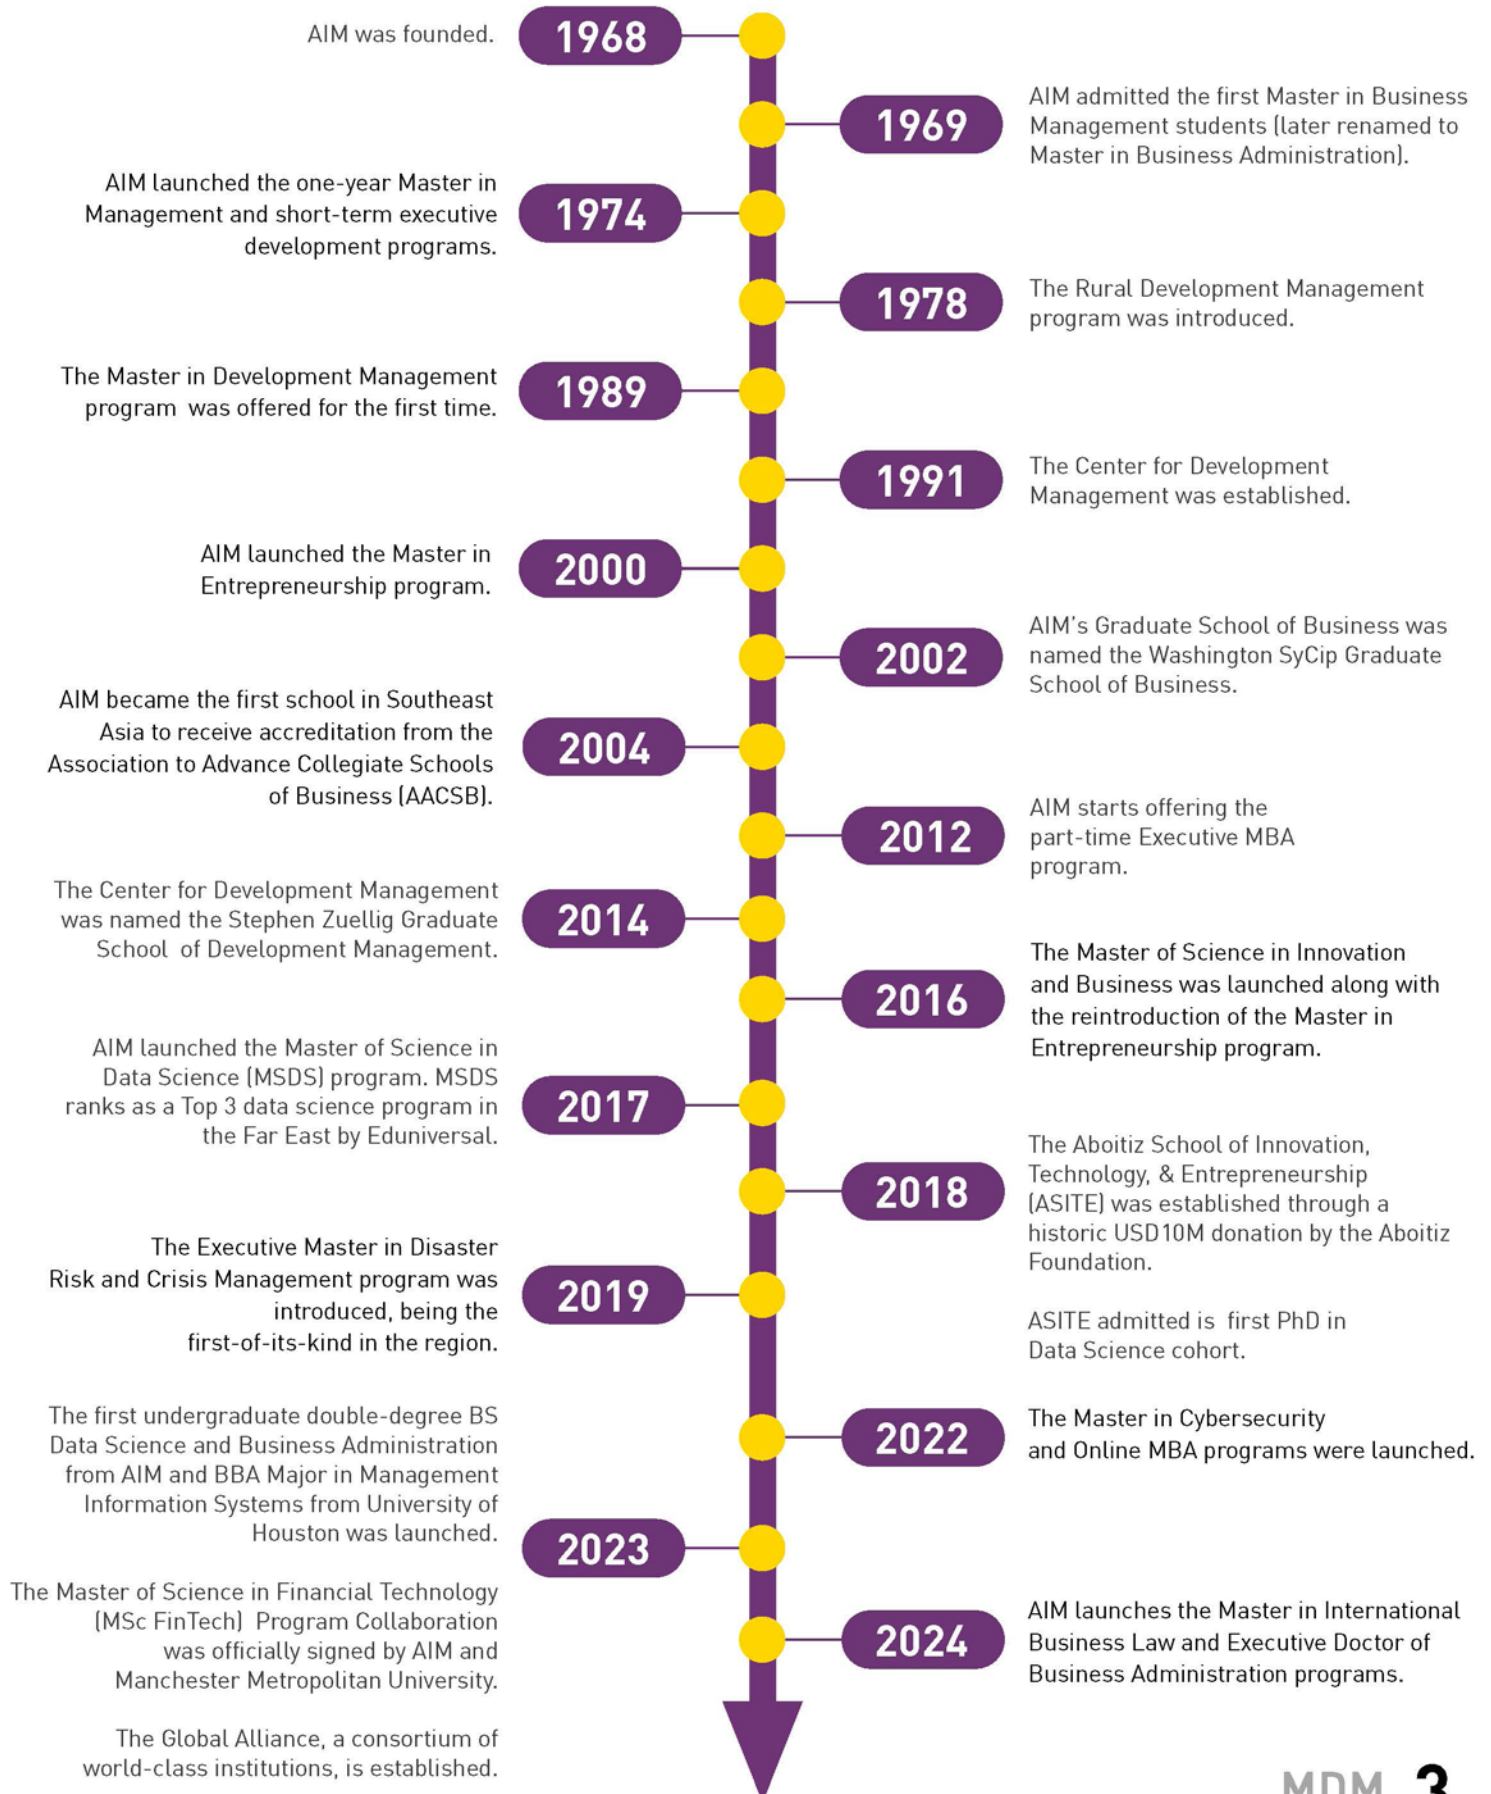 AIM was founded.
1968
1969
AIM admitted the first Master in Business
Management students (later renamed to
Master in Business Administration).
AIM launched the one-year Master in
Management and short-term executive
development programs.
1974
1978
The Rural Development Management
program was introduced.
The Master in Development Management
program was offered for the first time.
1989
1991
The Center for Development
Management was established.
AIM launched the Master in
Entrepreneurship program.
2000
2002
AIM's Graduate School of Business was
named the Washington SyCip Graduate
School of Business.
AIM became the first school in Southeast
Asia to receive accreditation from the
Association to Advance Collegiate Schools
of Business (AACSB).
2004
2012
AIM starts offering the
part-time Executive MBA
program.
The Center for Development Management
was named the Stephen Zuellig Graduate
School of Development Management.
2014
2016
The Master of Science in Innovation
and Business was launched along with
the reintroduction of the Master in
Entrepreneurship program.
AIM launched the Master of Science in
Data Science (MSDS) program. MSDS
ranks as a Top 3 data science program in
the Far East by Eduniversal.
2017
2018
The Aboitiz School of Innovation,
Technology, & Entrepreneurship
(ASITE) was established through a
historic USD10M donation by the Aboitiz
Foundation.
ASITE admitted is first PhD in
Data Science cohort.
The Executive Master in Disaster
Risk and Crisis Management program was
introduced, being the
first-of-its-kind in the region.
2019
2022
The Master in Cybersecurity
and Online MBA programs were launched.
The first undergraduate double-degree BS
Data Science and Business Administration
from AIM and BBA Major in Management
Information Systems from University of
Houston was launched.
2023
The Master of Science in Financial Technology
(MSc FinTech) Program Collaboration
was officially signed by AIM and
Manchester Metropolitan University.
The Global Alliance, a consortium of
world-class institutions, is established.
2024
AIM launches the Master in International
Business Law and Executive Doctor of
Business Administration programs.
MDM 3